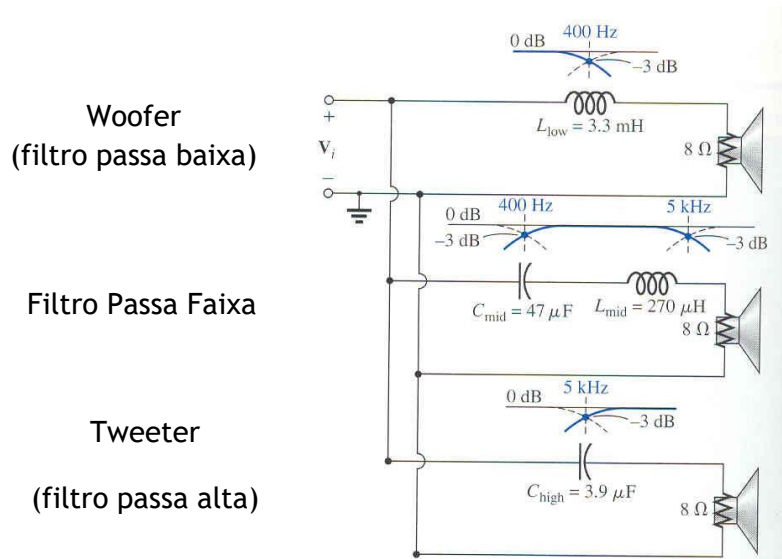 400 Hz
0 dB
−3 dB
Woofer
(filtro passa baixa)
+
V_i
−
L_low = 3.3 mH
8 Ω
400 Hz
5 kHz
0 dB
−3 dB
−3 dB
Filtro Passa Faixa
C_mid = 47 μF
L_mid = 270 μH
8 Ω
5 kHz
0 dB
−3 dB
Tweeter
(filtro passa alta)
C_high = 3.9 μF
8 Ω